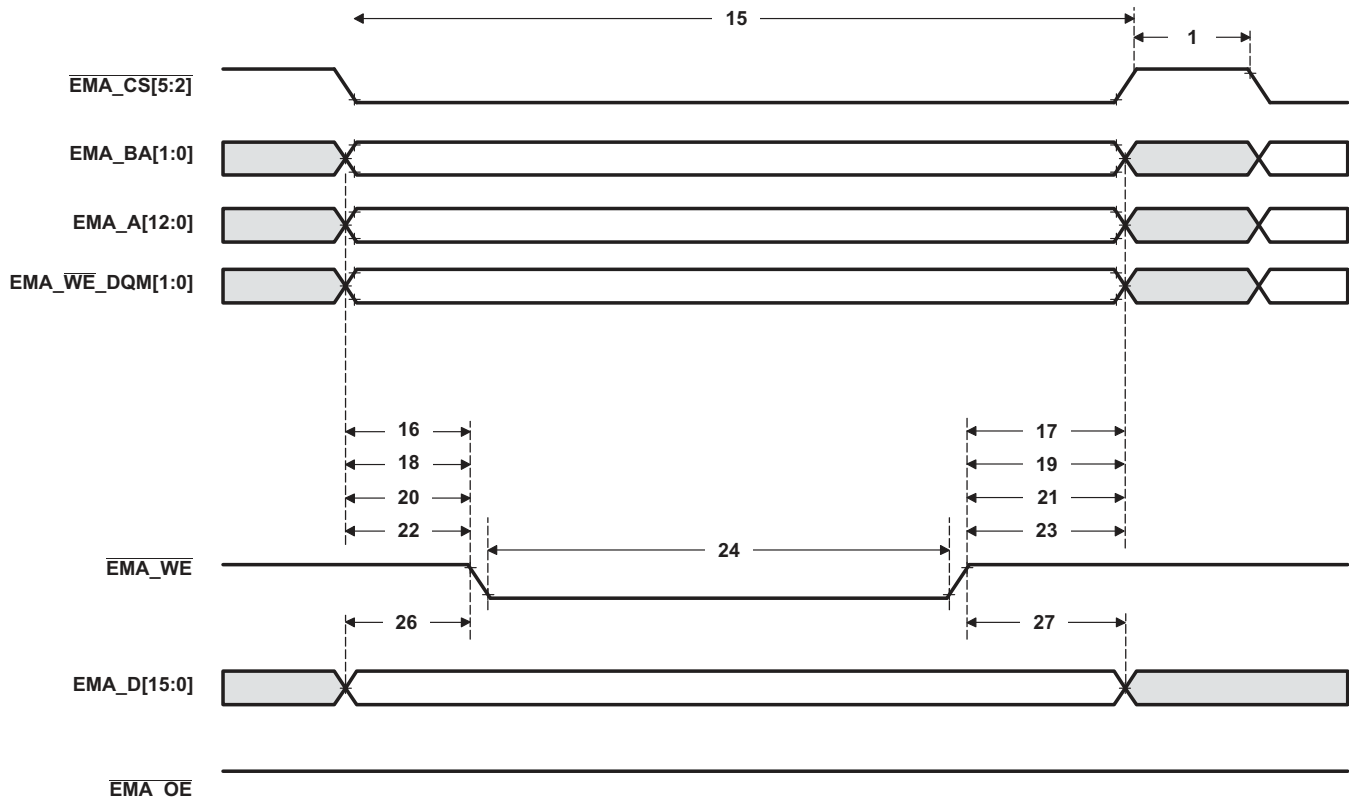 15
1
EMA_CS[5:2]
EMA_BA[1:0]
EMA_A[12:0]
EMA_WE_DQM[1:0]
16 17
18 19
20 21
22 23
24
EMA_WE
26 27
EMA_D[15:0]
EMA_OE